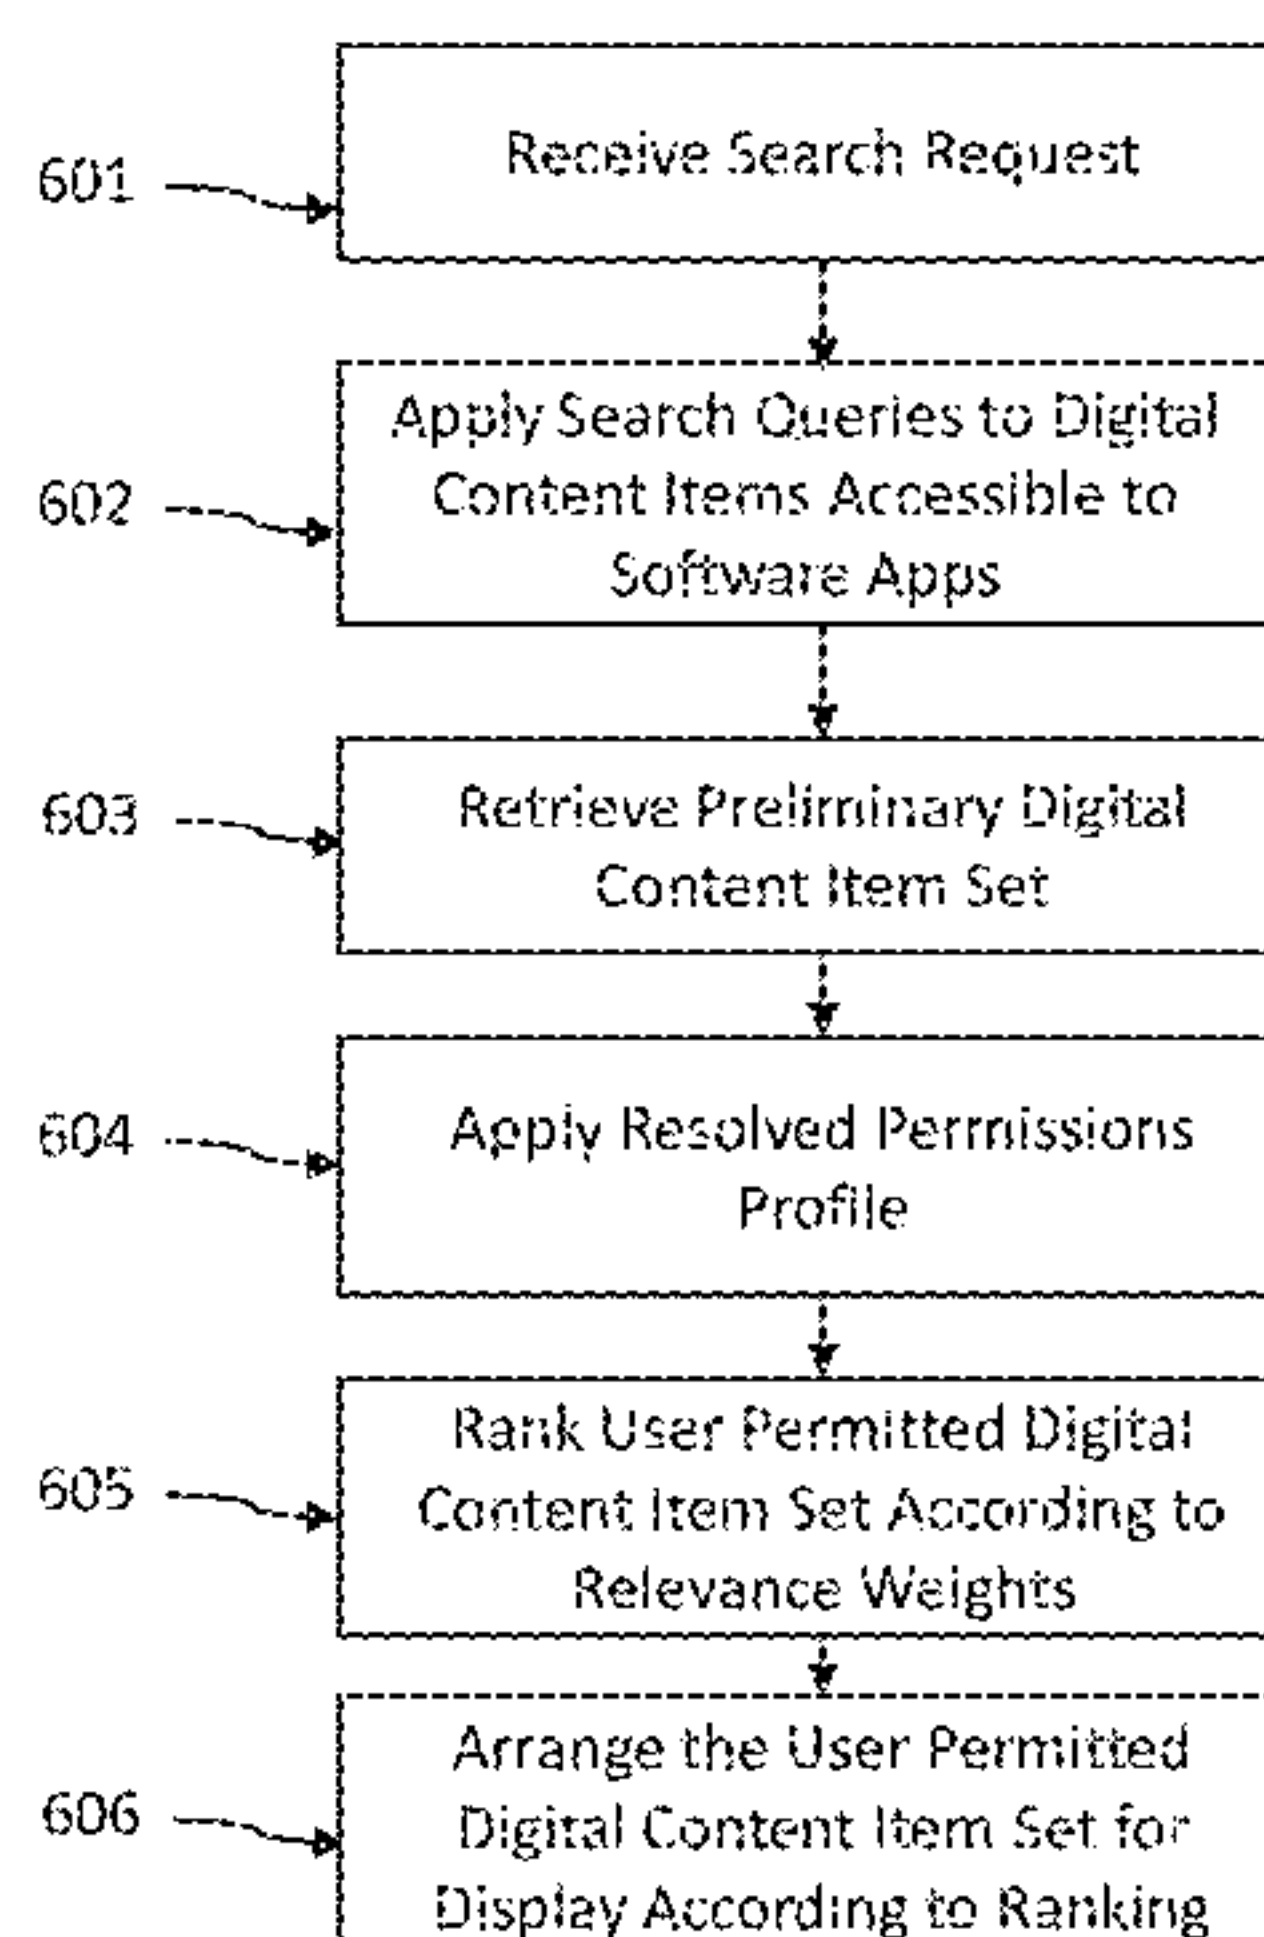 601
Receive Search Request
602
Apply Search Queries to Digital
Content Items Accessible to
Software Apps
603
Retrieve Preliminary Digital
Content Item Set
604
Apply Resolved Permissions
Profile
605
Rank User Permitted Digital
Content Item Set According to
Relevance Weights
606
Arrange the User Permitted
Digital Content Item Set for
Display According to Ranking